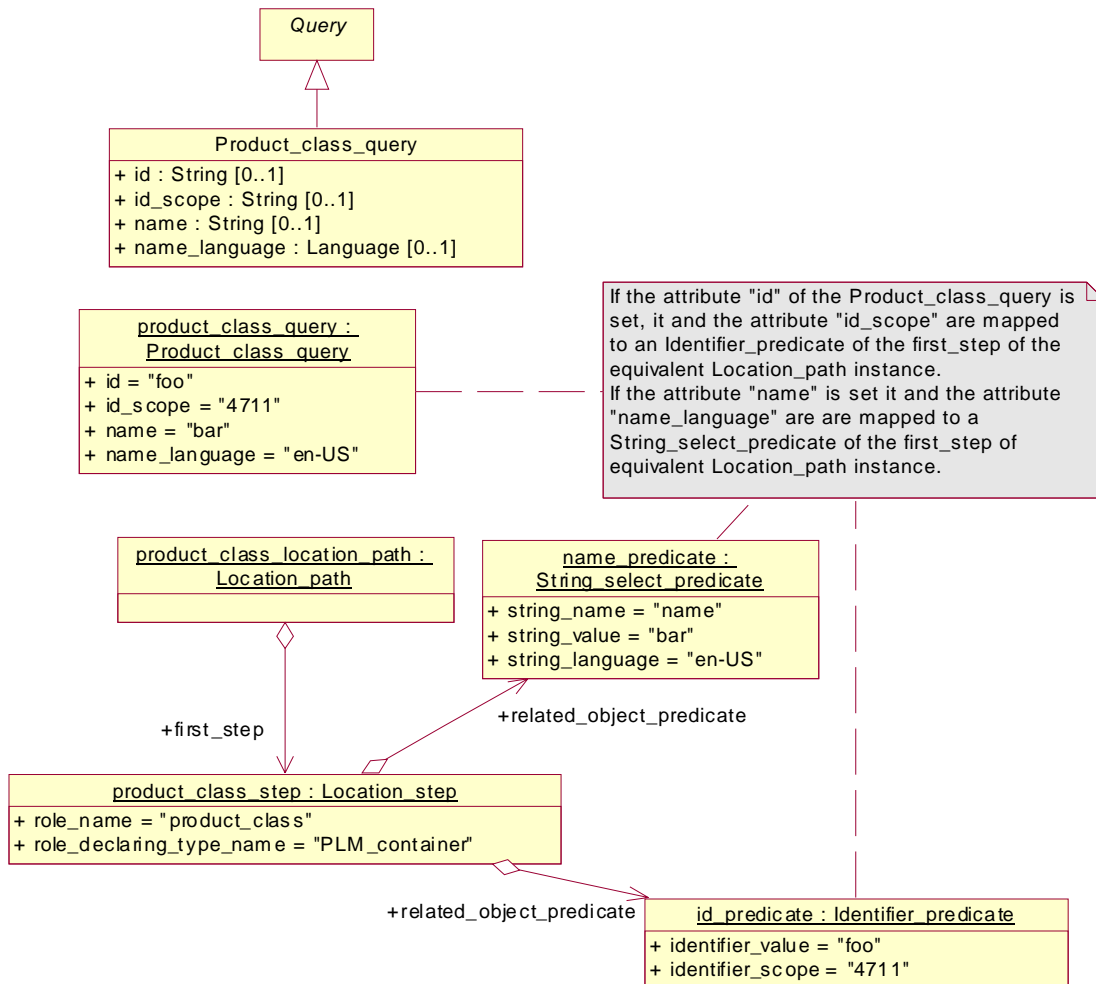 Query
Product_class_query
+ id : String [0..1]
+ id_scope : String [0..1]
+ name : String [0..1]
+ name_language : Language [0..1]
If the attribute "id" of the Product_class_query is
set, it and the attribute "id_scope" are mapped
to an Identifier_predicate of the first_step of the
equivalent Location_path instance.
If the attribute "name" is set it and the attribute
"name_language" are are mapped to a
String_select_predicate of the first_step of
equivalent Location_path instance.
product_class_query :
Product_class_query
+ id = "foo"
+ id_scope = "4711"
+ name = "bar"
+ name_language = "en-US"
product_class_location_path :
Location_path
name_predicate :
String_select_predicate
+ string_name = "name"
+ string_value = "bar"
+ string_language = "en-US"
+first_step
+related_object_predicate
product_class_step : Location_step
+ role_name = "product_class"
+ role_declaring_type_name = "PLM_container"
+related_object_predicate
id_predicate : Identifier_predicate
+ identifier_value = "foo"
+ identifier_scope = "4711"